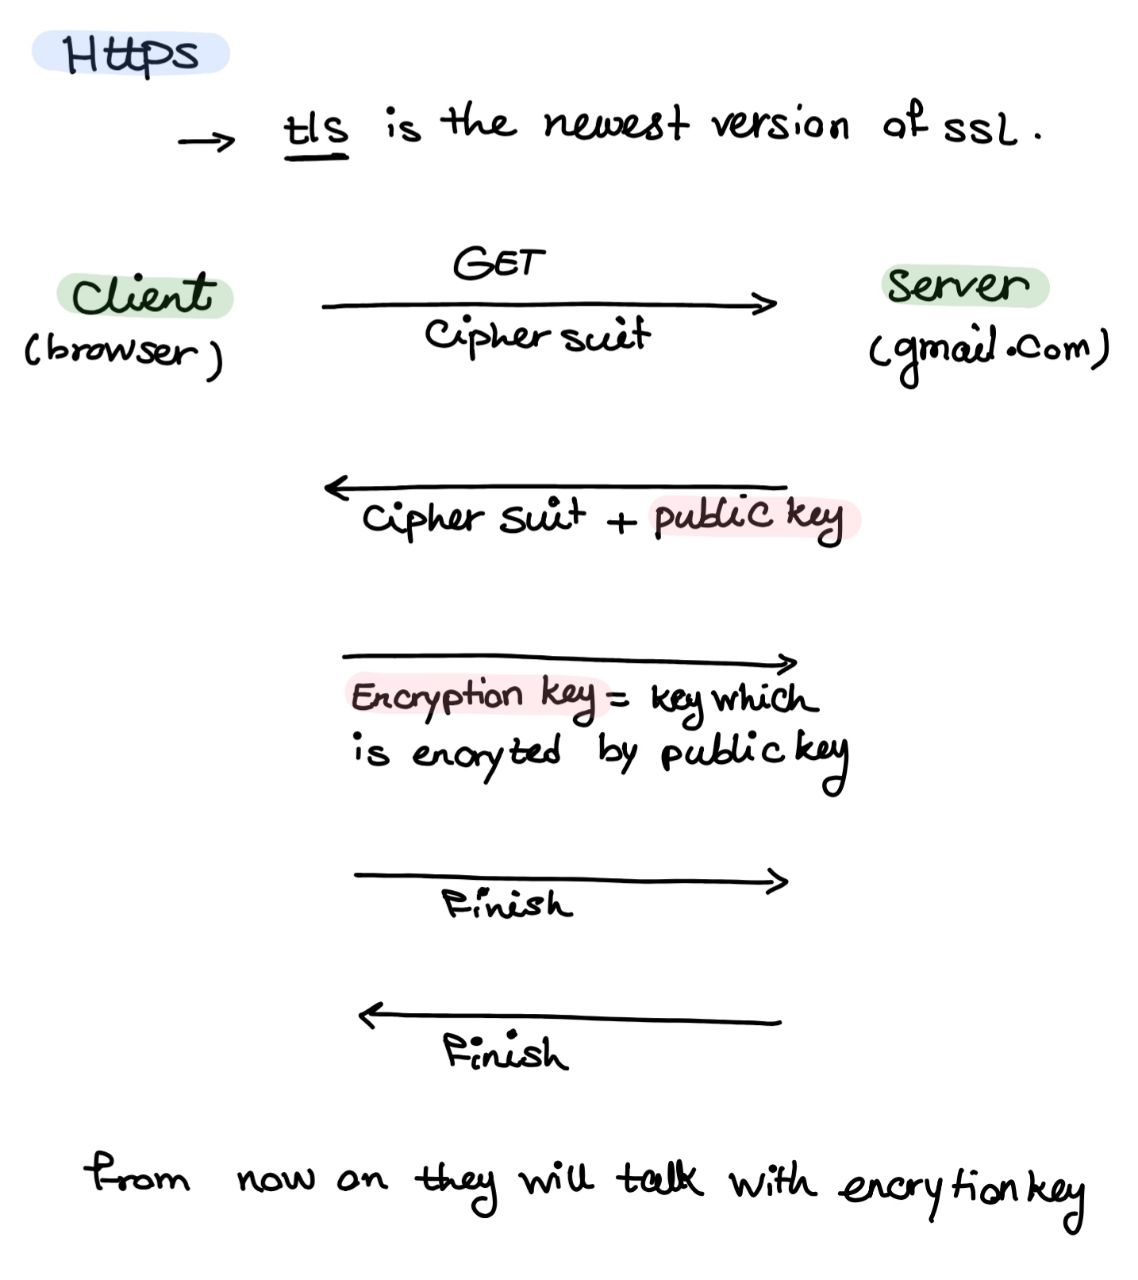 Https
→ tls is the newest version of ssl.
GET
Client
Server
Cipher suit
(browser)
(gmail.com)
Cipher suit + public key
Encryption key = key which
is enoryted by public key
Finish
Finish
from now on they will talk with encrytion key